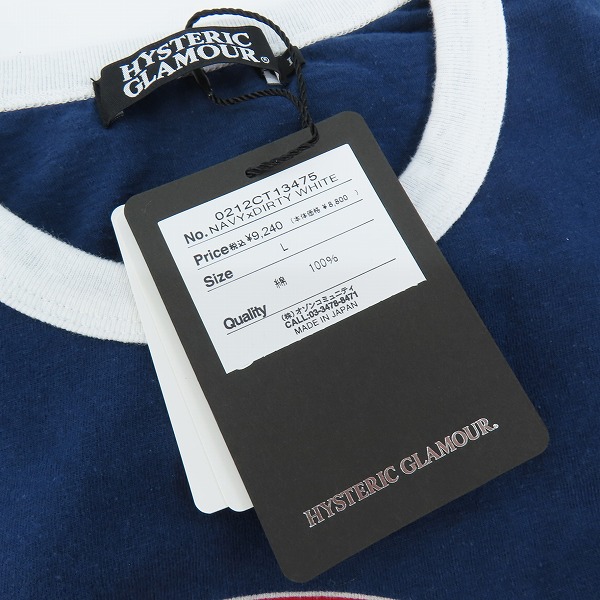 HYSTERIC
GLAMOUR®
No. 0212CT13475
NAVY×DIRTY WHITE
Price 税込 ¥9,240 (本体価格 ¥8,800)
Size L
綿 100%
Quality
(株)オゾンコミュニティ
CALL:03-3478-8471
MADE IN JAPAN
HYSTERIC GLAMOUR®